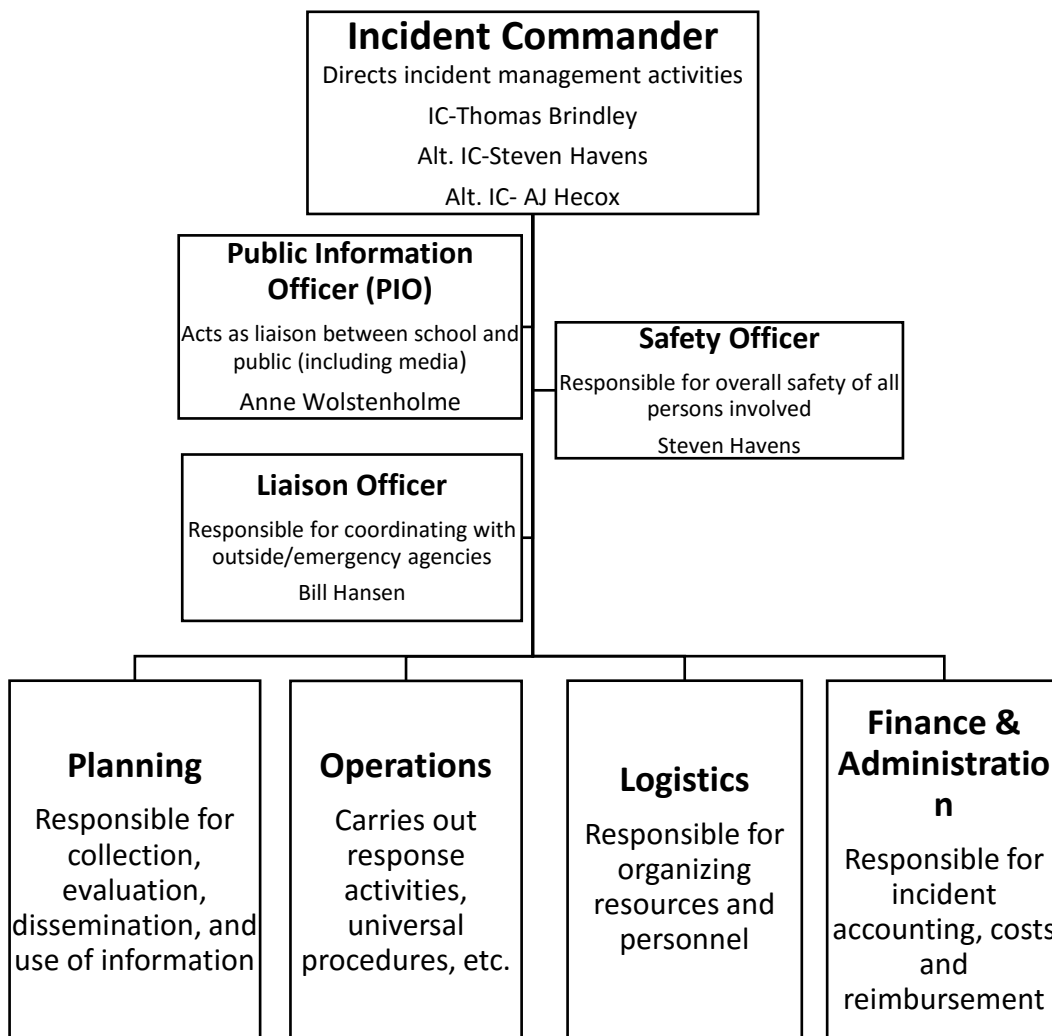 Incident Commander
Directs incident management activities
IC-Thomas Brindley
Alt. IC-Steven Havens
Alt. IC- AJ Hecox
Public Information
Officer (PIO)
Acts as liaison between school and
public (including media)
Anne Wolstenholme
Safety Officer
Responsible for overall safety of all
persons involved
Steven Havens
Liaison Officer
Responsible for coordinating with
outside/emergency agencies
Bill Hansen
Planning
Responsible for
collection,
evaluation,
dissemination, and
use of information
Operations
Carries out
response
activities,
universal
procedures, etc.
Logistics
Responsible for
organizing
resources and
personnel
Finance &
Administratio
n
Responsible for
incident
accounting, costs
and
reimbursement